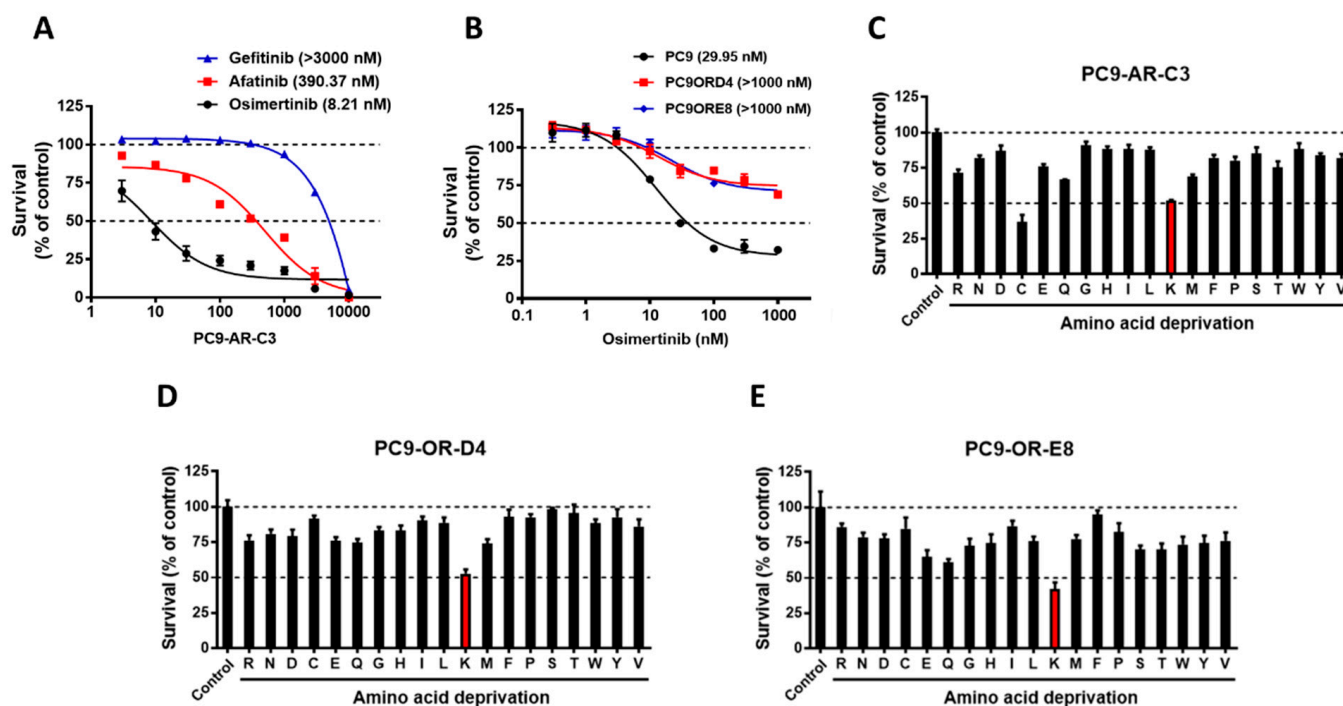 A
Gefitinib (>3000 nM)
Afatinib (390.37 nM)
Osimertinib (8.21 nM)
Survival
(% of control)
125
100
75
50
25
0
1 10 100 1000 10000
PC9-AR-C3
B
PC9 (29.95 nM)
PC9ORD4 (>1000 nM)
PC9ORE8 (>1000 nM)
Survival
(% of control)
125
100
75
50
25
0
0.1 1 10 100 1000
Osimertinib (nM)
C
PC9-AR-C3
Survival (% of control)
125
100
75
50
25
0
Control R N D C E Q G H I L K M F P S T W Y V
Amino acid deprivation
D
PC9-OR-D4
Survival (% of control)
125
100
75
50
25
0
Control R N D C E Q G H I L K M F P S T W Y V
Amino acid deprivation
E
PC9-OR-E8
Survival (% of control)
125
100
75
50
25
0
Control R N D C E Q G H I L K M F P S T W Y V
Amino acid deprivation